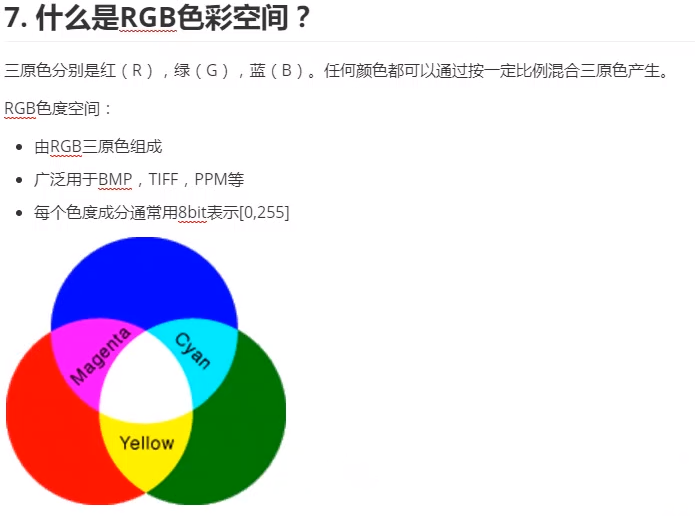 7. 什么是RGB色彩空间？
三原色分别是红（R），绿（G），蓝（B）。任何颜色都可以通过按一定比例混合三原色产生。
RGB色度空间：
由RGB三原色组成
广泛用于BMP，TIFF，PPM等
每个色度成分通常用8bit表示[0,255]
Magenta
Cyan
Yellow